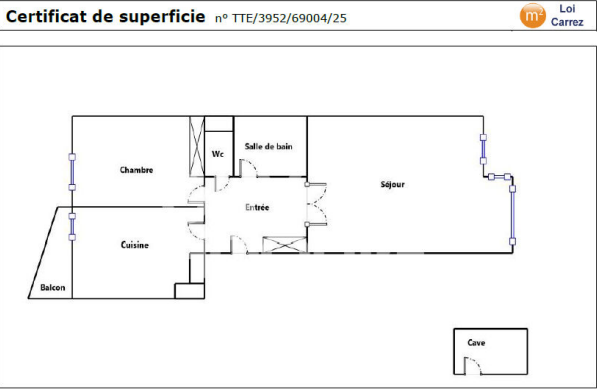 Certificat de superficie n° TTE/3952/69004/25
m²
Loi
Carrez
Wc
Salle de bain
Chambre
Séjour
Entrée
Cuisine
Balcon
Cave